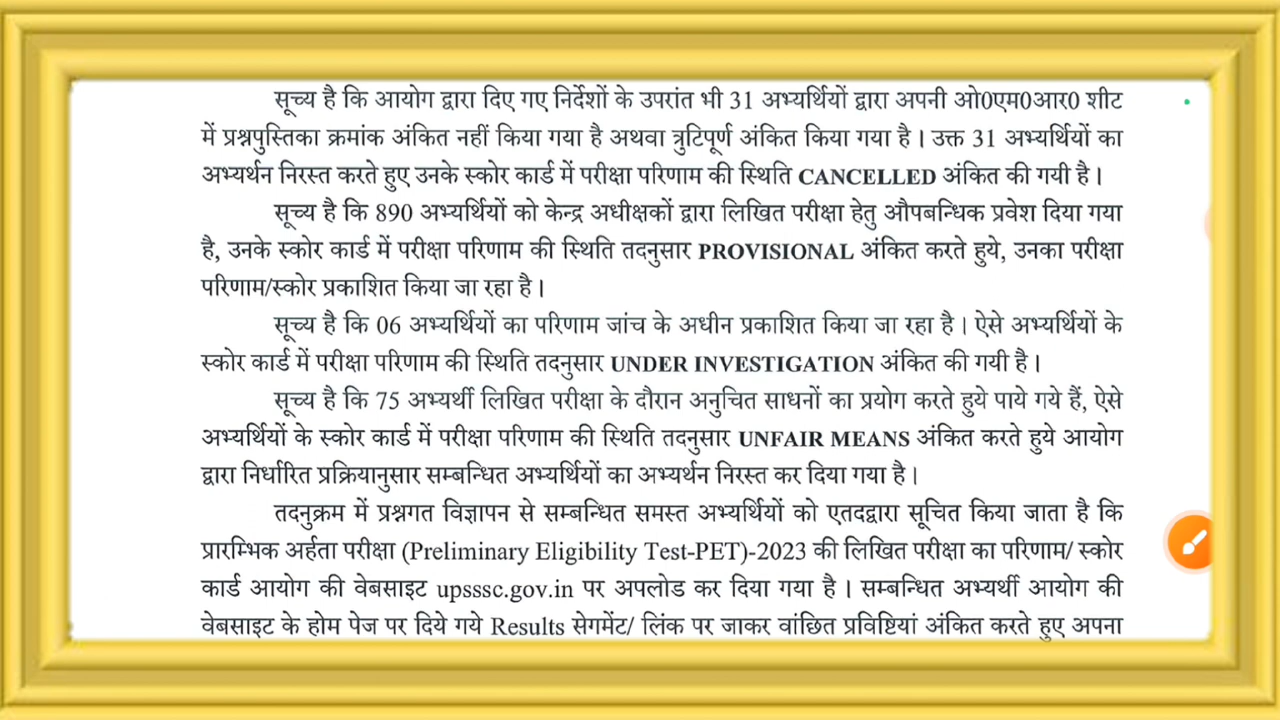 सूच्य है कि आयोग द्वारा दिए गए निर्देशों के उपरांत भी 31 अभ्यर्थियों द्वारा अपनी ओ0एम0आर0 शीट
में प्रश्नपुस्तिका क्रमांक अंकित नहीं किया गया है अथवा त्रुटिपूर्ण अंकित किया गया है। उक्त 31 अभ्यर्थियों का
अभ्यर्थन निरस्त करते हुए उनके स्कोर कार्ड में परीक्षा परिणाम की स्थिति CANCELLED अंकित की गयी है।
सूच्य है कि 890 अभ्यर्थियों को केन्द्र अधीक्षकों द्वारा लिखित परीक्षा हेतु औपबन्धिक प्रवेश दिया गया
है, उनके स्कोर कार्ड में परीक्षा परिणाम की स्थिति तदनुसार PROVISIONAL अंकित करते हुये, उनका परीक्षा
परिणाम/स्कोर प्रकाशित किया जा रहा है।
सूच्य है कि 06 अभ्यर्थियों का परिणाम जांच के अधीन प्रकाशित किया जा रहा है। ऐसे अभ्यर्थियों के
स्कोर कार्ड में परीक्षा परिणाम की स्थिति तदनुसार UNDER INVESTIGATION अंकित की गयी है।
सूच्य है कि 75 अभ्यर्थी लिखित परीक्षा के दौरान अनुचित साधनों का प्रयोग करते हुये पाये गये हैं, ऐसे
अभ्यर्थियों के स्कोर कार्ड में परीक्षा परिणाम की स्थिति तदनुसार UNFAIR MEANS अंकित करते हुये आयोग
द्वारा निर्धारित प्रक्रियानुसार सम्बन्धित अभ्यर्थियों का अभ्यर्थन निरस्त कर दिया गया है।
तदनुक्रम में प्रश्नगत विज्ञापन से सम्बन्धित समस्त अभ्यर्थियों को एतदद्वारा सूचित किया जाता है कि
प्रारम्भिक अर्हता परीक्षा (Preliminary Eligibility Test-PET)-2023 की लिखित परीक्षा का परिणाम/ स्कोर
कार्ड आयोग की वेबसाइट upsssc.gov.in पर अपलोड कर दिया गया है। सम्बन्धित अभ्यर्थी आयोग की
वेबसाइट के होम पेज पर दिये गये Results सेगमेंट/ लिंक पर जाकर वांछित प्रविष्टियां अंकित करते हुए अपना